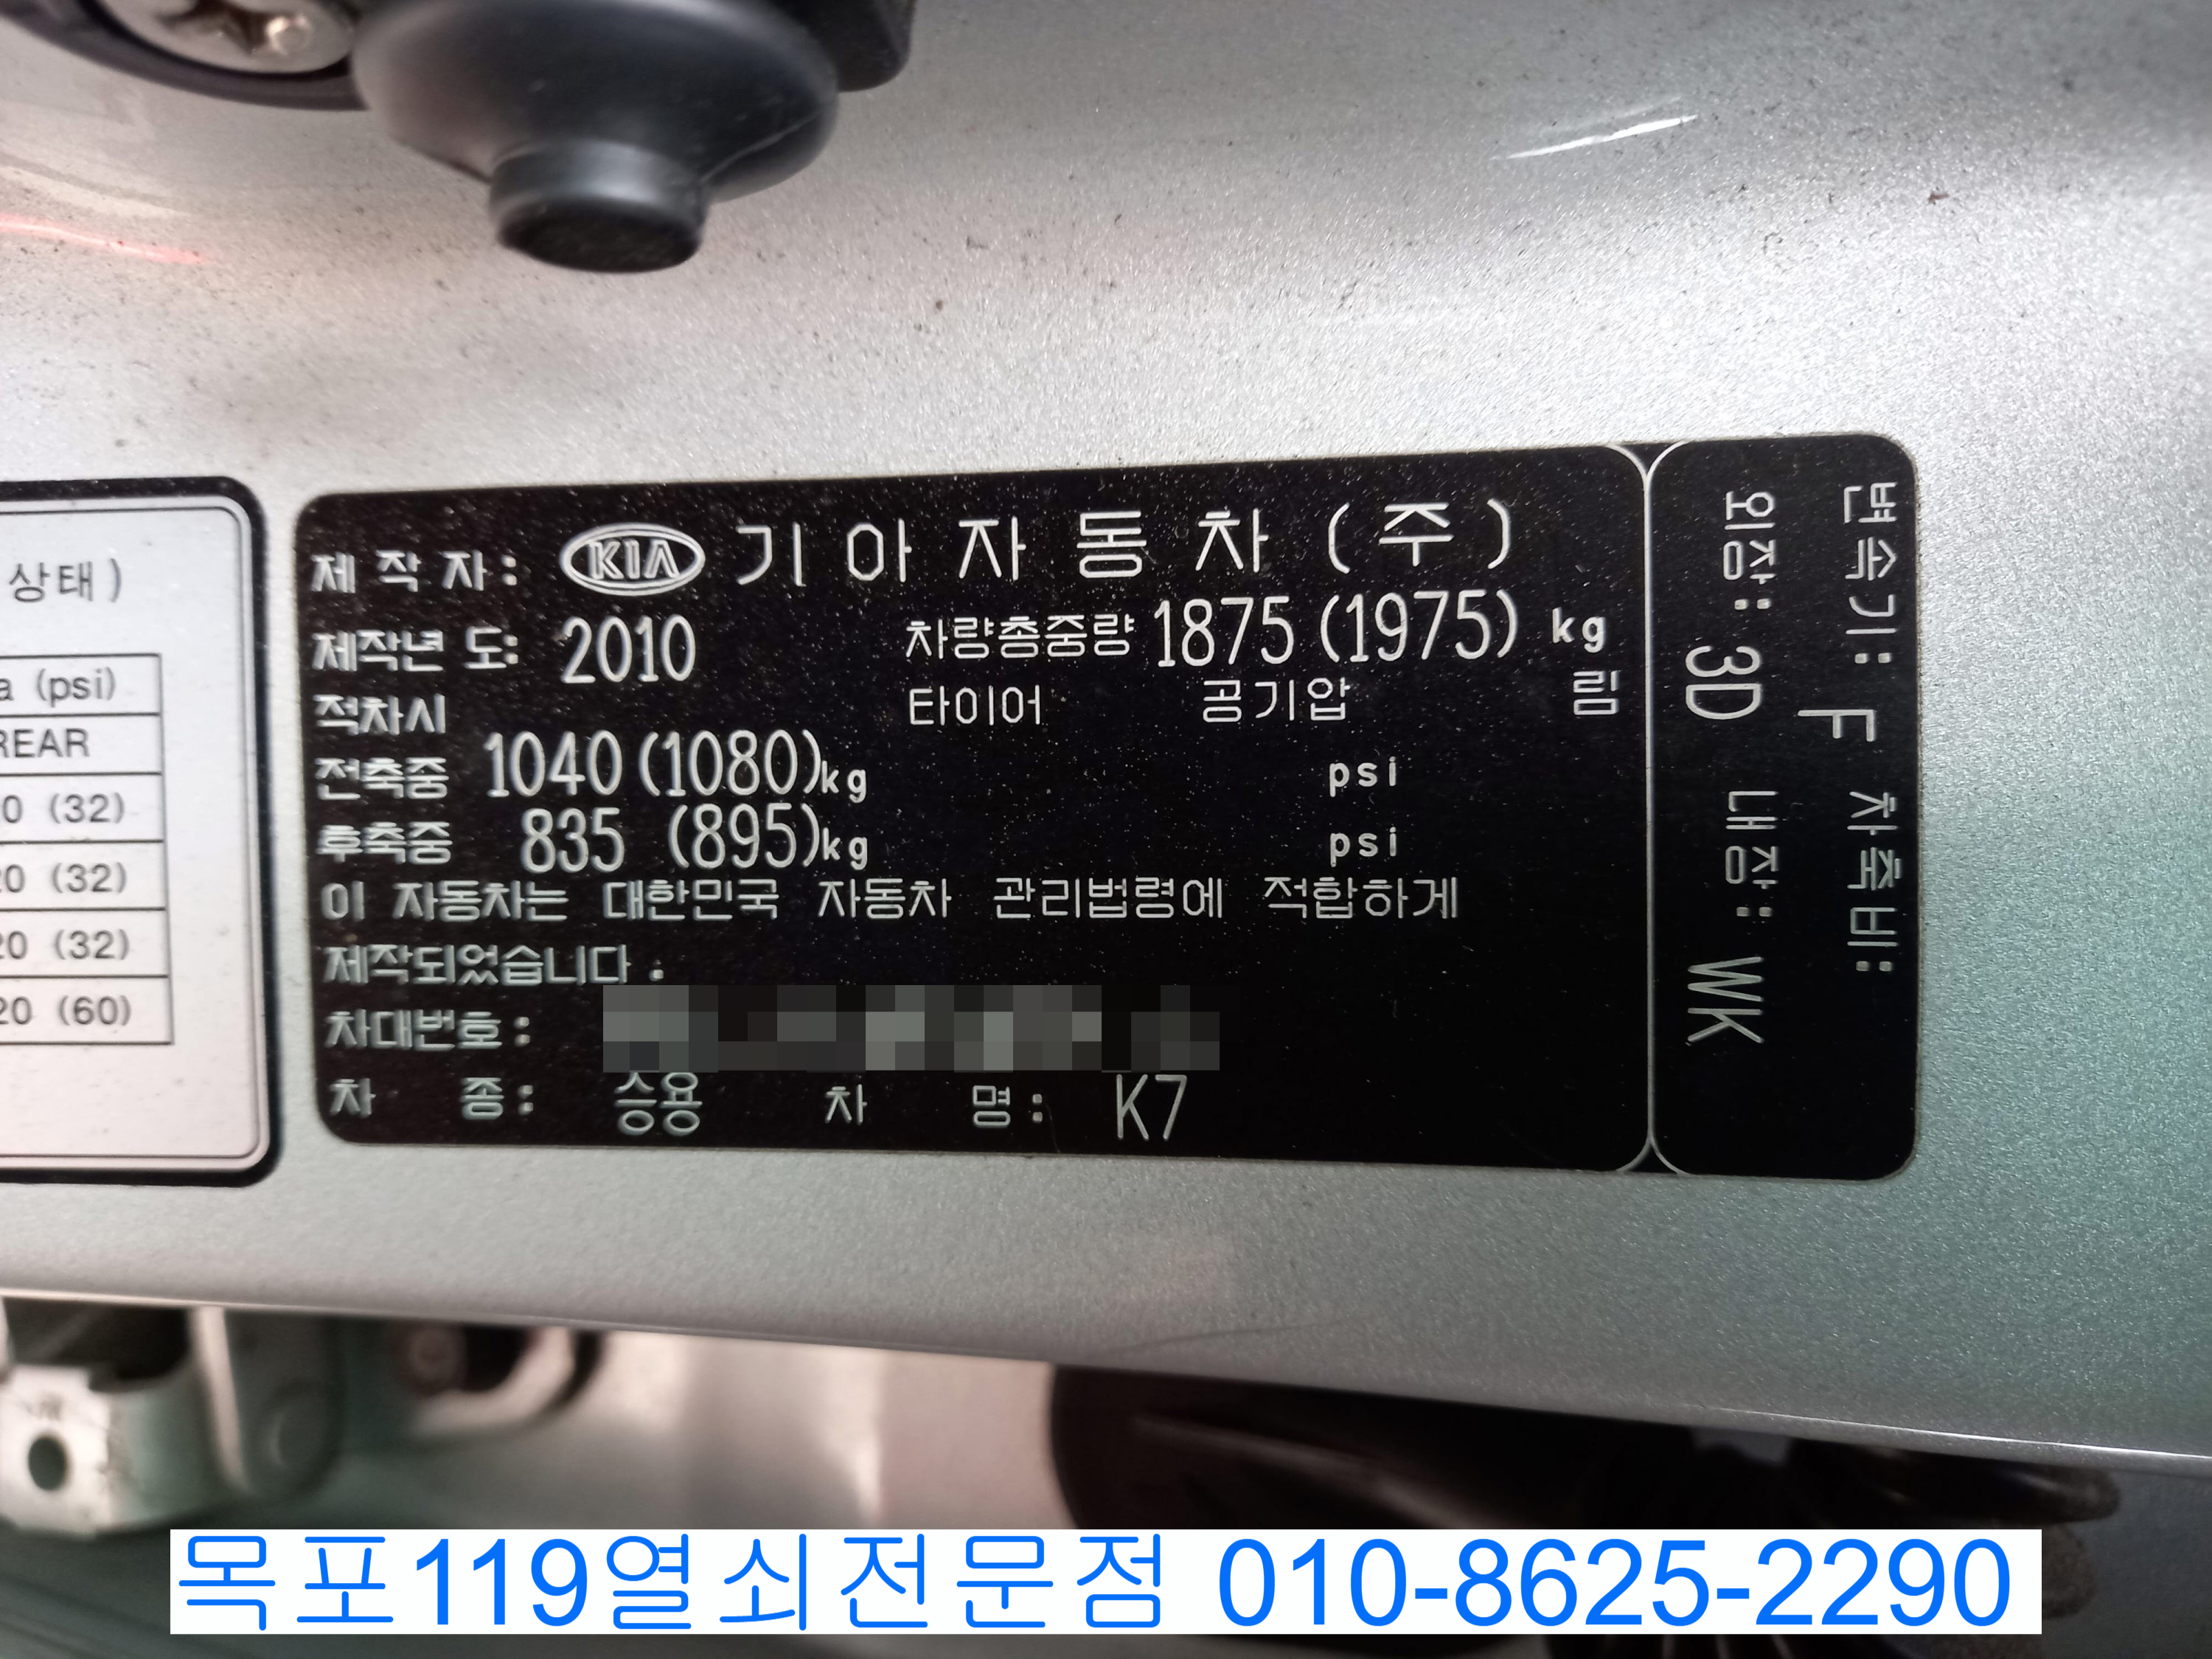 상태)
a (psi)
REAR
0 (32)
20 (32)
20 (32)
20 (60)
제 작 자: KIA 기 아 자 동 차 (주)
제작년 도: 2010 차량총중량 1875 (1975) kg
적차시 타이어 공기압 림
전축중 1040 (1080)kg psi
후축중 835 (895)kg psi
이 자동차는 대한민국 자동차 관리법령에 적합하게
제작되었습니다.
차대번호:
차 종: 승용 차 명: K7
변속기: F 차축비:
외장: 3D 내장: WK
목포119열쇠전문점 010-8625-2290